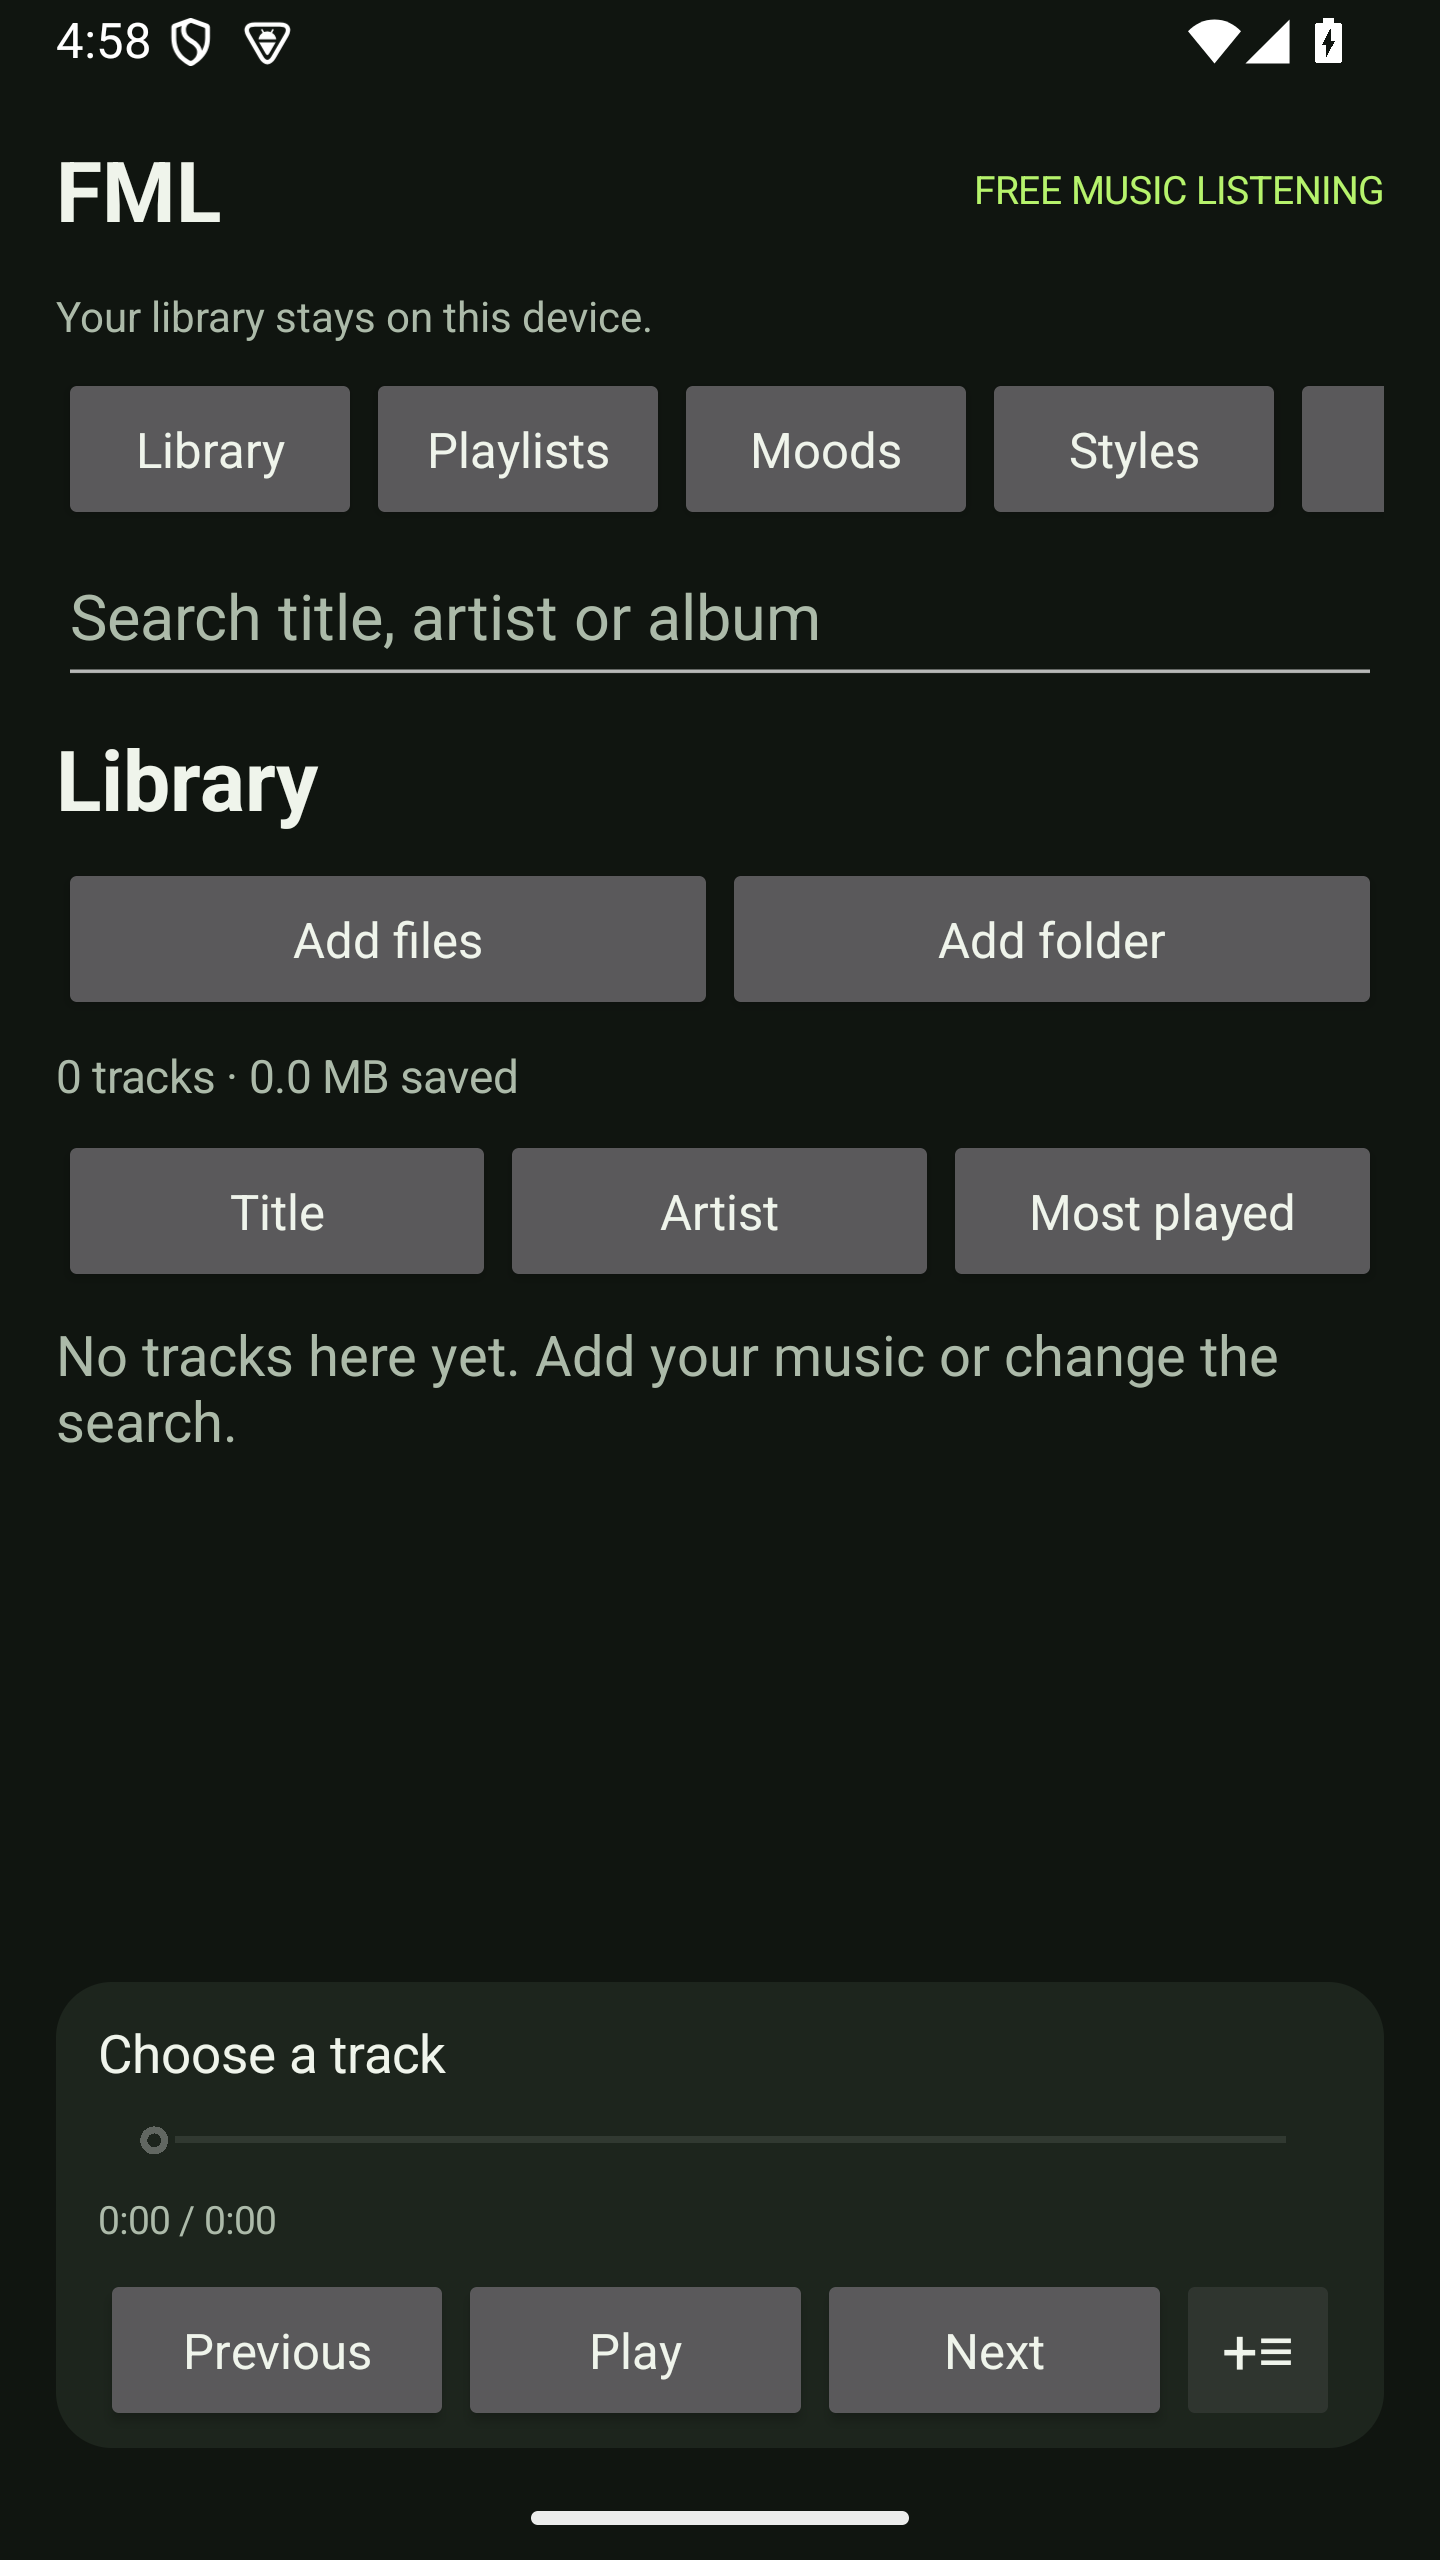 4:58
FML
FREE MUSIC LISTENING
Your library stays on this device.
Library
Playlists
Moods
Styles
Search title, artist or album
Library
Add files
Add folder
0 tracks · 0.0 MB saved
Title
Artist
Most played
No tracks here yet. Add your music or change the
search.
Choose a track
0:00 / 0:00
Previous
Play
Next
+≡